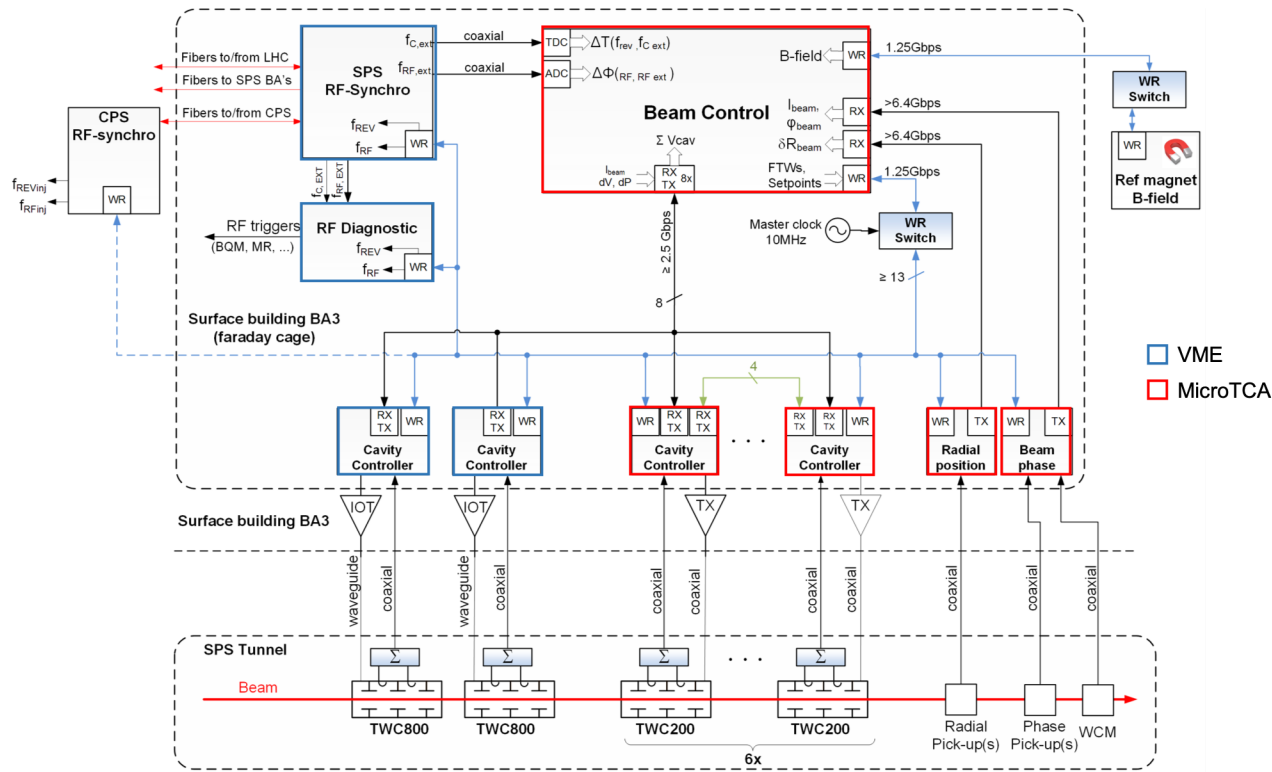 Fibers to/from LHC
Fibers to SPS BA's
Fibers to/from CPS
CPS
RF-synchro
WR
fREVinj
fRFinj
SPS
RF-Synchro
fC,ext
fRF,ext
fREV
fRF
WR
coaxial
coaxial
fC, EXT
fRF, EXT
RF Diagnostic
fREV
fRF
WR
RF triggers
(BQM, MR, ...)
TDC
ΔT(frev ,fC ext)
ADC
ΔΦ(RF, RF ext )
Beam Control
B-field
WR
Ibeam,
φbeam
RX
δRbeam
RX
FTWs,
Setpoints
WR
Σ Vcav
Ibeam
dV, dP
RX
TX
8x
1.25Gbps
>6.4Gbps
>6.4Gbps
1.25Gbps
WR
Switch
WR
Ref magnet
B-field
Master clock
10MHz
WR
Switch
≥ 2.5 Gbps
8
≥ 13
4
Surface building BA3
(faraday cage)
VME
MicroTCA
RX
TX
WR
Cavity
Controller
RX
TX
WR
Cavity
Controller
WR
RX
TX
RX
TX
Cavity
Controller
. . .
RX
TX
RX
TX
WR
Cavity
Controller
WR
TX
Radial
position
WR
TX
Beam
phase
Surface building BA3
IOT
IOT
TX
TX
waveguide
coaxial
waveguide
coaxial
coaxial
coaxial
coaxial
coaxial
coaxial
coaxial
coaxial
SPS Tunnel
Σ
Σ
Σ
. . .
Σ
Beam
TWC800
TWC800
TWC200
TWC200
6x
Radial
Pick-up(s)
Phase
Pick-up(s)
WCM